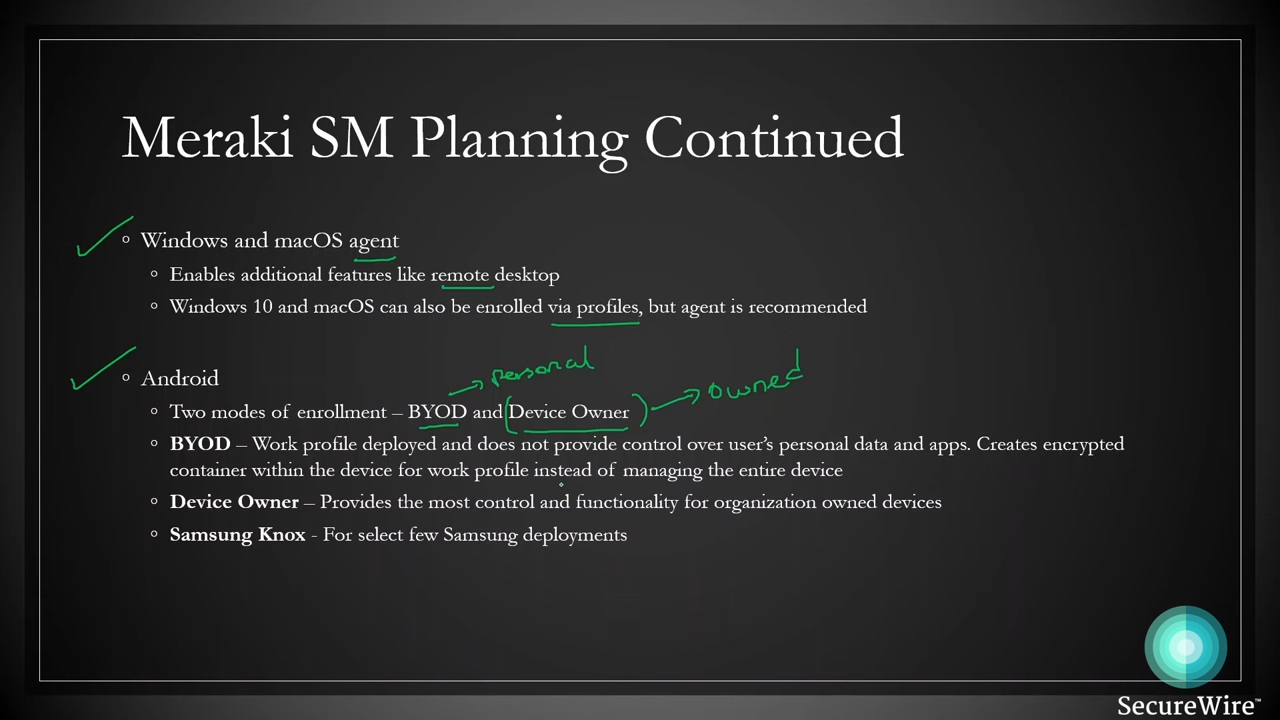 Meraki SM Planning Continued
Windows and macOS agent
Enables additional features like remote desktop
Windows 10 and macOS can also be enrolled via profiles, but agent is recommended
personal
owned
Android
Two modes of enrollment – BYOD and Device Owner
BYOD – Work profile deployed and does not provide control over user's personal data and apps. Creates encrypted
container within the device for work profile instead of managing the entire device
Device Owner – Provides the most control and functionality for organization owned devices
Samsung Knox - For select few Samsung deployments
SecureWire™